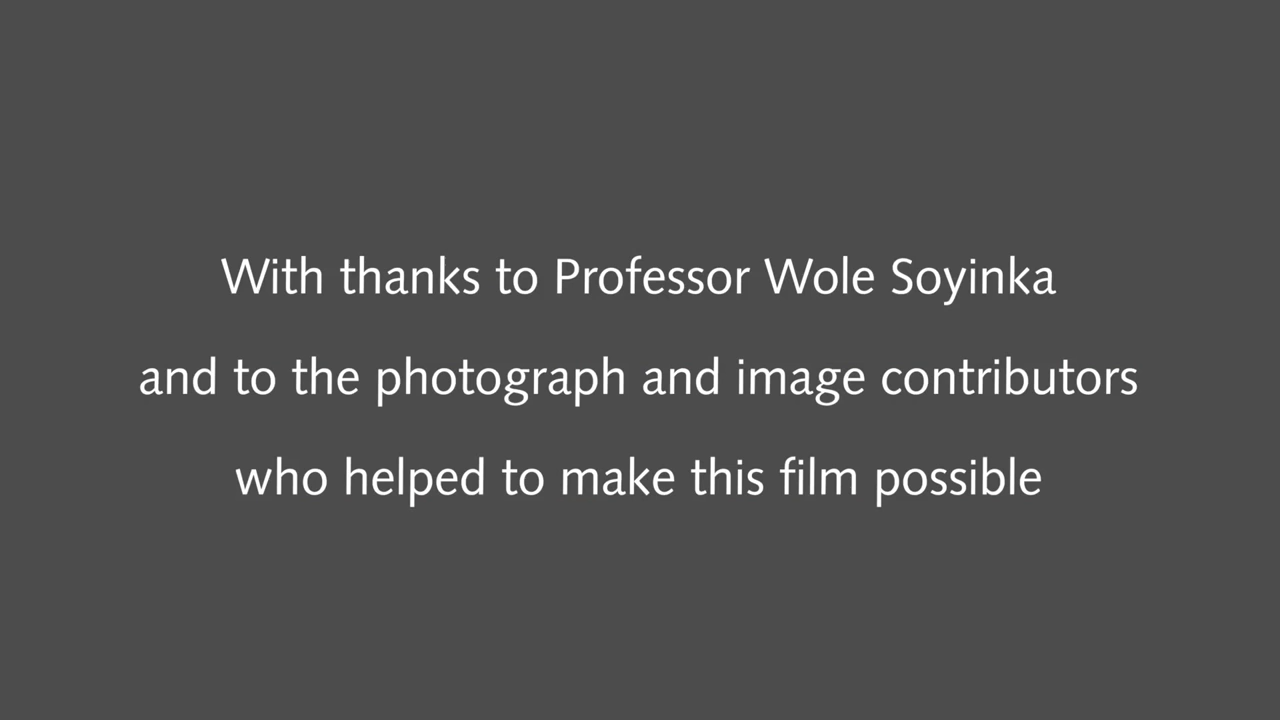 With thanks to Professor Wole Soyinka
and to the photograph and image contributors
who helped to make this film possible